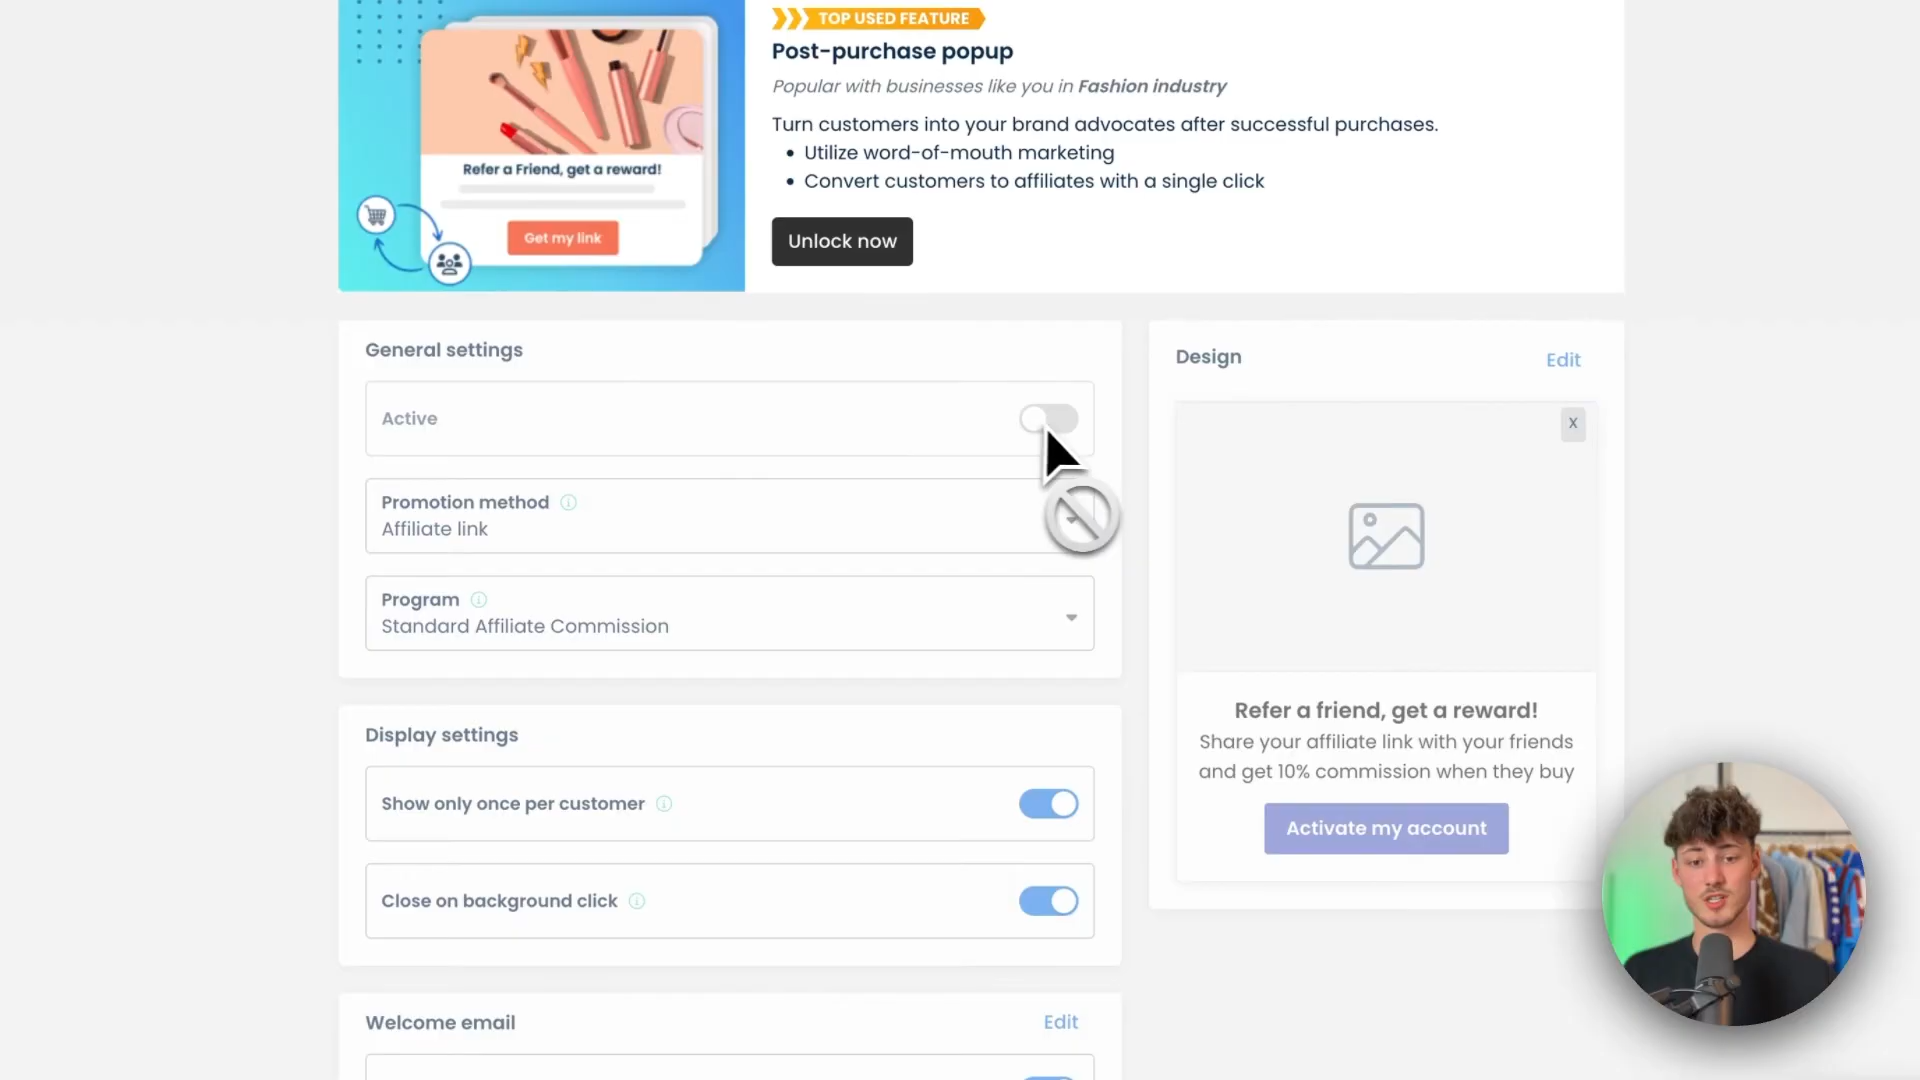 TOP USED FEATURE
Post-purchase popup
Popular with businesses like you in Fashion industry
Turn customers into your brand advocates after successful purchases.
• Utilize word-of-mouth marketing
• Convert customers to affiliates with a single click
Unlock now
Refer a Friend, get a reward!
Get my link
General settings
Active
Promotion method
Affiliate link
Program
Standard Affiliate Commission
Display settings
Show only once per customer
Close on background click
Welcome email
Edit
Design
Edit
X
Refer a friend, get a reward!
Share your affiliate link with your friends
and get 10% commission when they buy
Activate my account